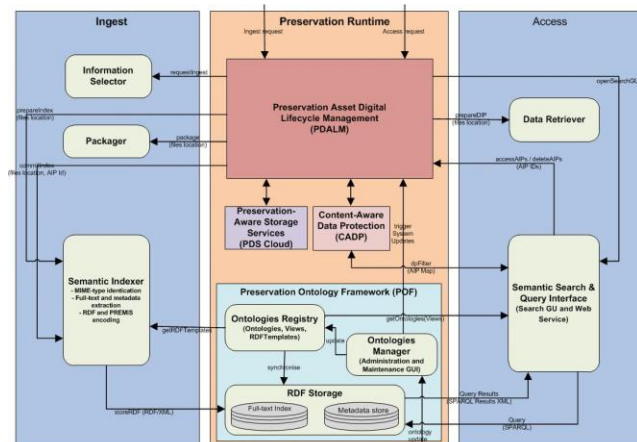 Ingest
Preservation Runtime
Access
Ingest request
Access request
Information
Selector
requestIngest
openSearchGUI
prepareIndex
(files location)
Preservation Asset Digital
Lifecycle Management
(PDALM)
prepareDIP
(files location)
Data Retriever
Packager
package
(files location)
(files location, AIP Id)
accessAIPs / deleteAIPs
(AIP IDs)
Preservation-
Aware Storage
Services
(PDS Cloud)
Content-Aware
Data Protection
(CADP)
trigger
System
Updates
Semantic Indexer
- MIME-type identication
- Full-text and metadata
extraction
- RDF and PREMIS
encoding
dpFilter
(AIP Map)
Semantic Search &
Query Interface
(Search GU and Web
Service)
Preservation Ontology Framework (POF)
Ontologies Registry
(Ontologies, Views,
RDFTemplates)
getOntologies(Views)
getRDFTemplates
update
Ontologies
Manager
(Administration and
Maintenance GUI)
synchronise
RDF Storage
Full-text Index
Metadata store
storeRDF (RDF/XML)
Query Results
(SPARQL Results XML)
Query
(SPARQL)
ontology
update